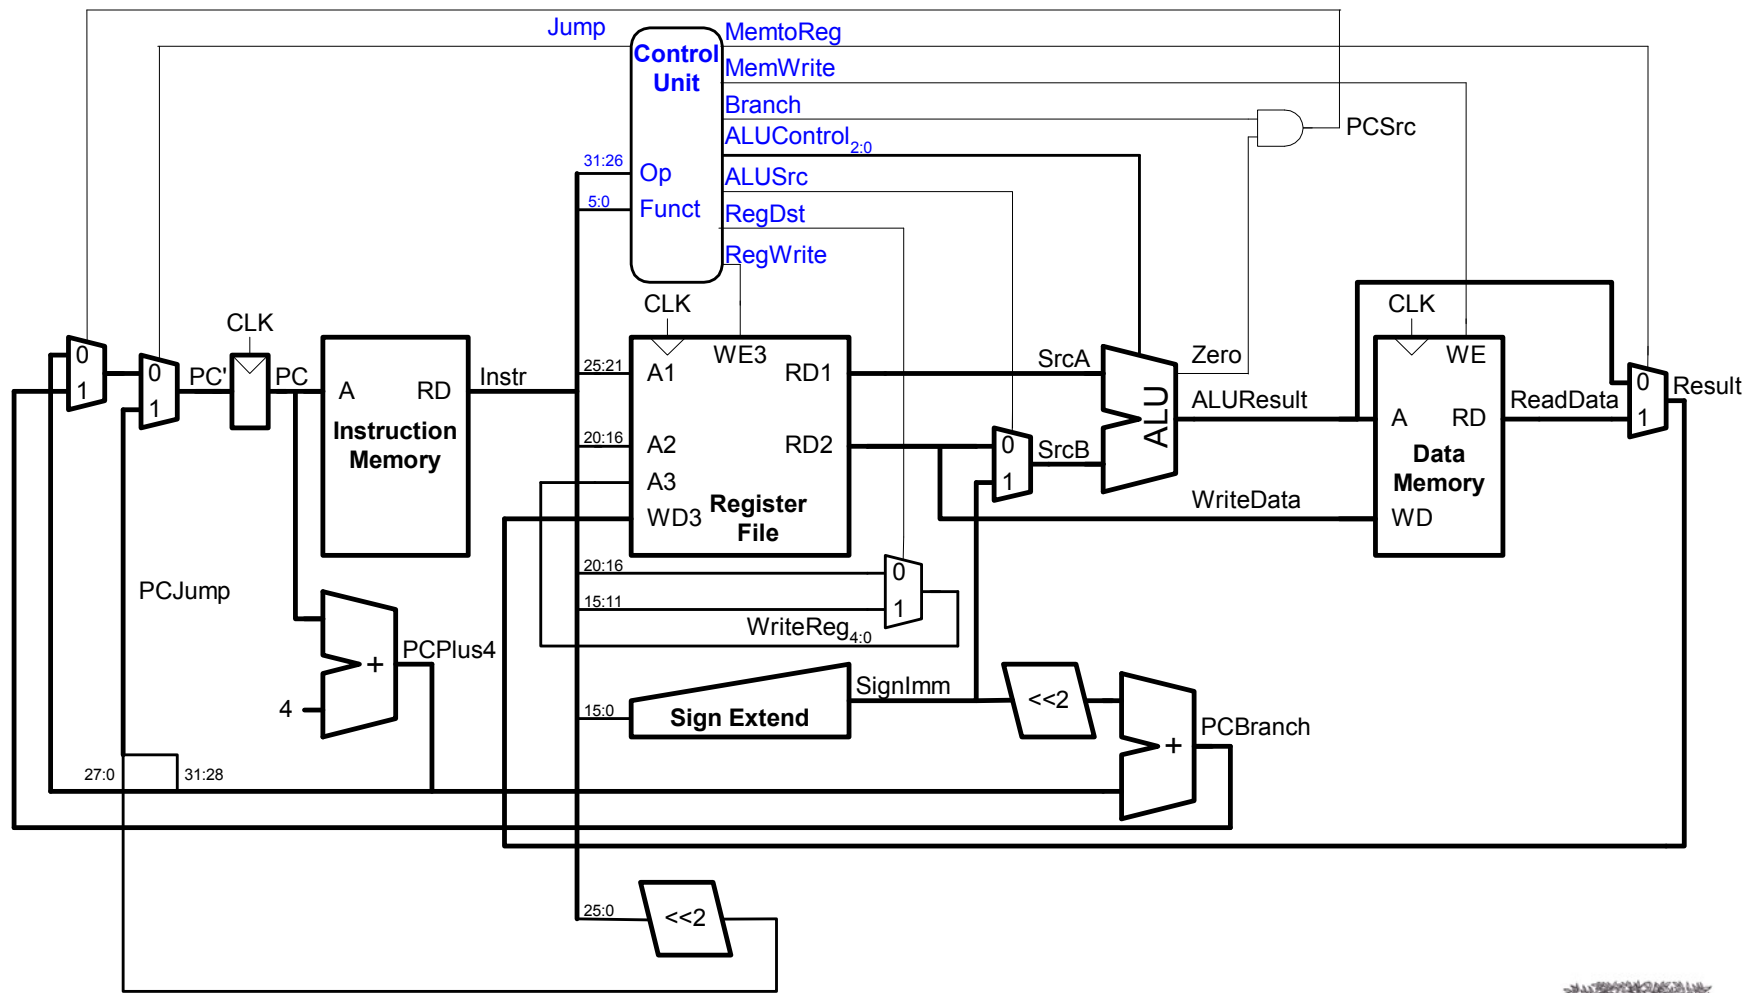 Jump
Control
Unit
MemtoReg
MemWrite
Branch
ALUControl2:0
ALUSrc
RegDst
RegWrite
PCSrc
31:26
Op
5:0
Funct
CLK
CLK
CLK
0
1
0
1
PC'
PC
A
RD
Instruction
Memory
Instr
25:21
20:16
A1
A2
A3
WD3
WE3
RD1
RD2
Register
File
SrcA
0
1
SrcB
ALU
Zero
ALUResult
WriteData
WE
A
RD
Data
Memory
WD
ReadData
0
1
Result
20:16
15:11
0
1
WriteReg4:0
PCJump
PCPlus4
+
4
15:0
Sign Extend
SignImm
<<2
+
PCBranch
27:0
31:28
25:0
<<2